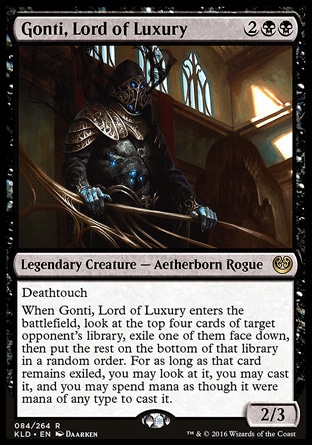 Gonti, Lord of Luxury 2
Legendary Creature — Aetherborn Rogue
Deathtouch
When Gonti, Lord of Luxury enters the
battlefield, look at the top four cards of target
opponent's library, exile one of them face down,
then put the rest on the bottom of that library
in a random order. For as long as that card
remains exiled, you may look at it, you may cast
it, and you may spend mana as though it were
mana of any type to cast it.
2/3
084/264 R
KLD • EN Daarken
™ & © 2016 Wizards of the Coast